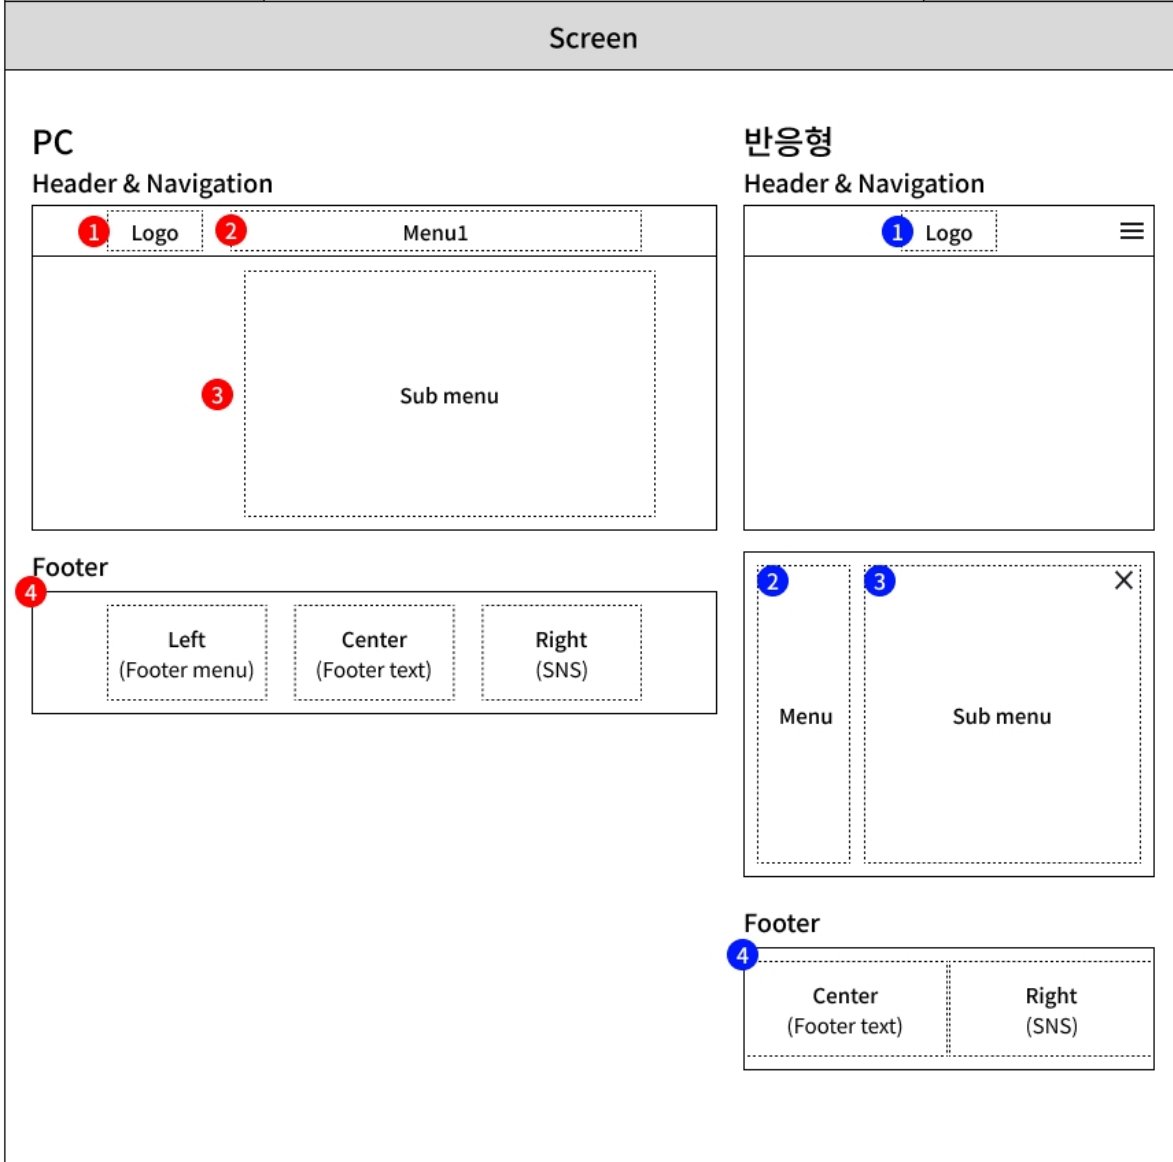 Screen
PC
Header & Navigation
1 Logo 2 Menu1
3 Sub menu
Footer
4
Left
(Footer menu)
Center
(Footer text)
Right
(SNS)
반응형
Header & Navigation
1 Logo
2 3
Menu Sub menu
Footer
4
Center
(Footer text)
Right
(SNS)